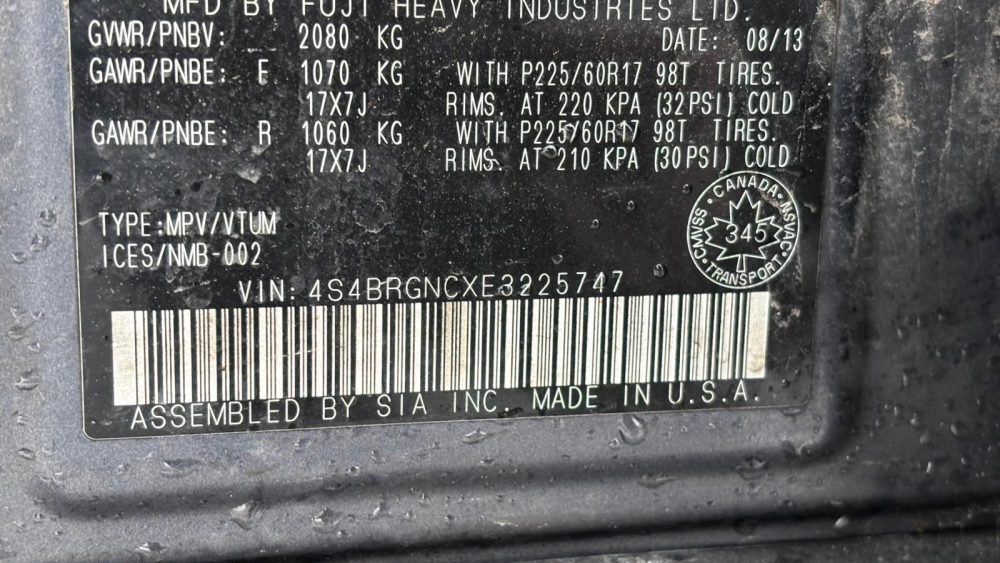 MFD BY FUJI HEAVY INDUSTRIES LTD.
GVWR/PNBV: 2080 KG DATE: 08/13
GAWR/PNBE: F 1070 KG WITH P225/60R17 98T TIRES.
17X7J RIMS. AT 220 KPA (32PSI) COLD
GAWR/PNBE: R 1060 KG WITH P225/60R17 98T TIRES.
17X7J RIMS. AT 210 KPA (30PSI) COLD
TYPE:MPV/VTUM
ICES/NMB-002
CANADA
CMVSS
NSVAC
345
TRANSPORT
VIN: 4S4BRGNCXE3225747
ASSEMBLED BY SIA INC. MADE IN U.S.A.